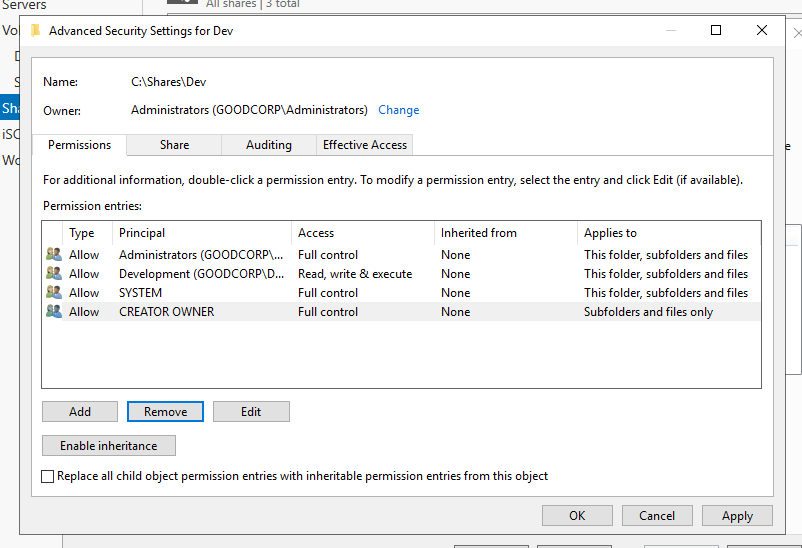 Servers
All shares | 3 total
Advanced Security Settings for Dev
Name: C:\Shares\Dev
Owner: Administrators (GOODCORP\Administrators) Change
Permissions Share Auditing Effective Access
For additional information, double-click a permission entry. To modify a permission entry, select the entry and click Edit (if available).
Permission entries:
Type Principal Access Inherited from Applies to
Allow Administrators (GOODCORP\... Full control None This folder, subfolders and files
Allow Development (GOODCORP\D... Read, write & execute None This folder, subfolders and files
Allow SYSTEM Full control None This folder, subfolders and files
Allow CREATOR OWNER Full control None Subfolders and files only
Add Remove Edit
Enable inheritance
Replace all child object permission entries with inheritable permission entries from this object
OK Cancel Apply